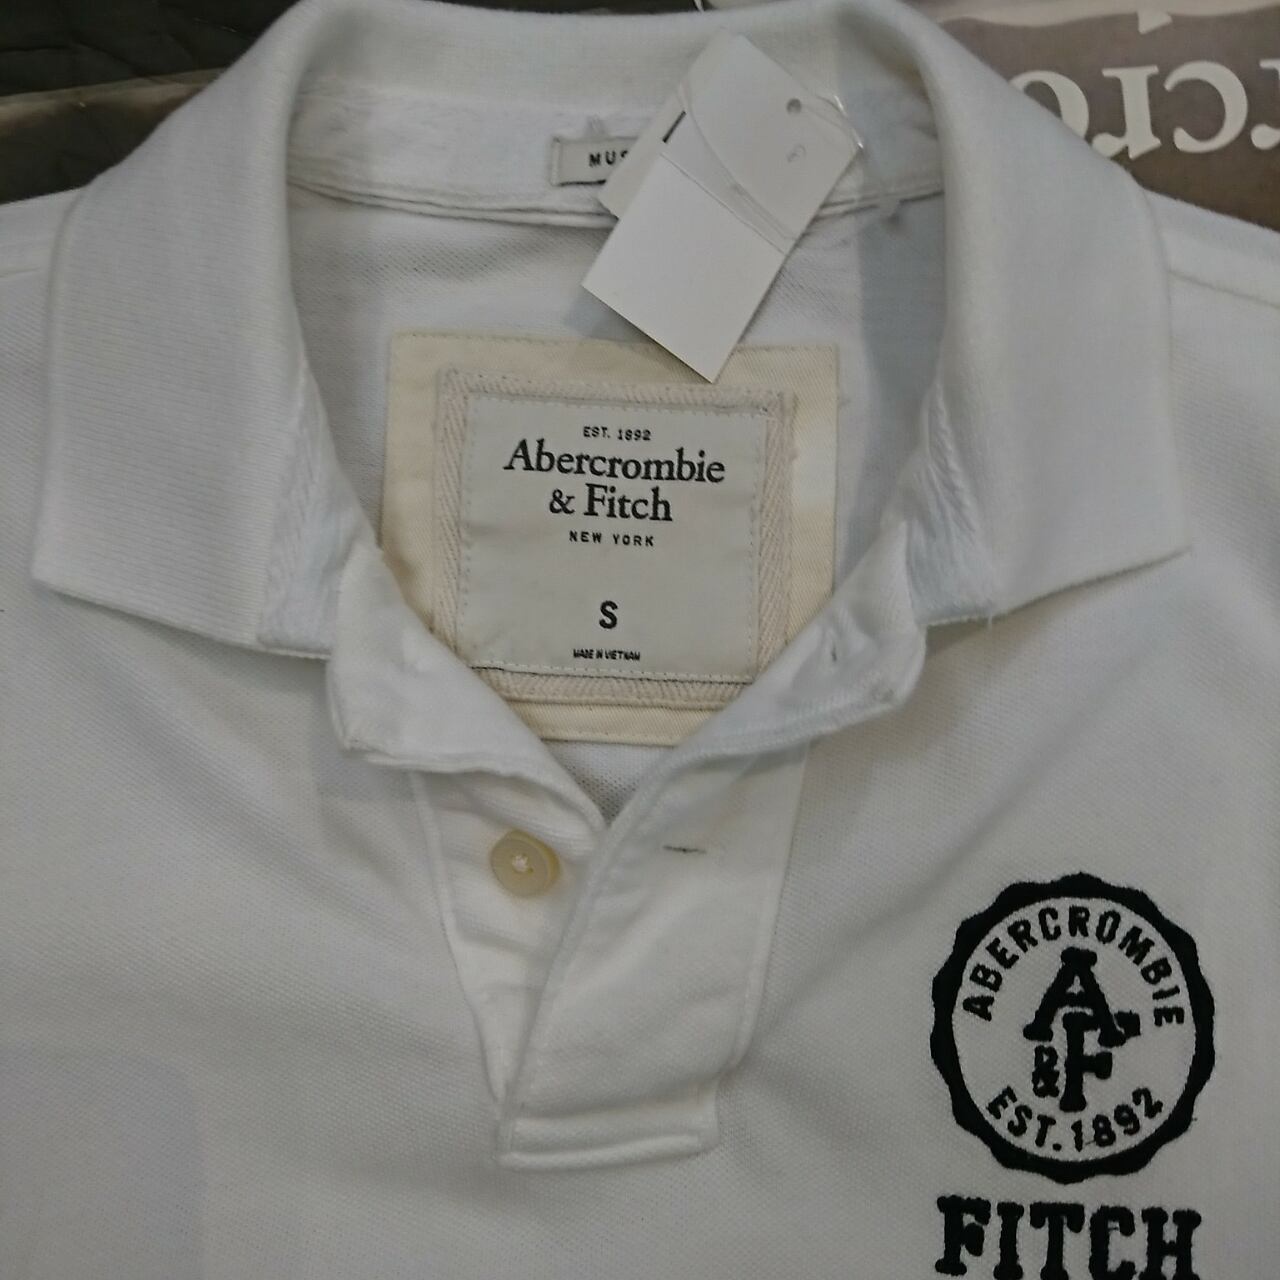 MUS
EST. 1892
Abercrombie
& Fitch
NEW YORK
S
MADE IN VIETNAM
ABERCROMBIE
A
&F
EST. 1892
FITCH